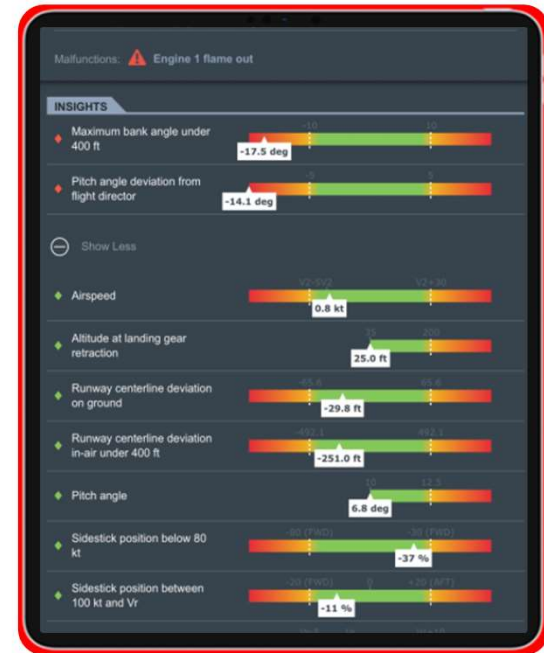 Malfunctions: Engine 1 flame out
INSIGHTS
Maximum bank angle under
400 ft
-10 10
-17.5 deg
Pitch angle deviation from
flight director
-5 5
-14.1 deg
Show Less
Airspeed
V2+30
0.8 kt
Altitude at landing gear
retraction
35 200
25.0 ft
Runway centerline deviation
on ground
-65.6 65.6
-29.8 ft
Runway centerline deviation
in-air under 400 ft
-492.1 492.1
-251.0 ft
Pitch angle
10 12.5
6.8 deg
Sidestick position below 80
kt
-80 (FWD) -30 (FWD)
-37 %
Sidestick position between
100 kt and Vr
-20 (FWD) 0 +20 (AFT)
-11 %